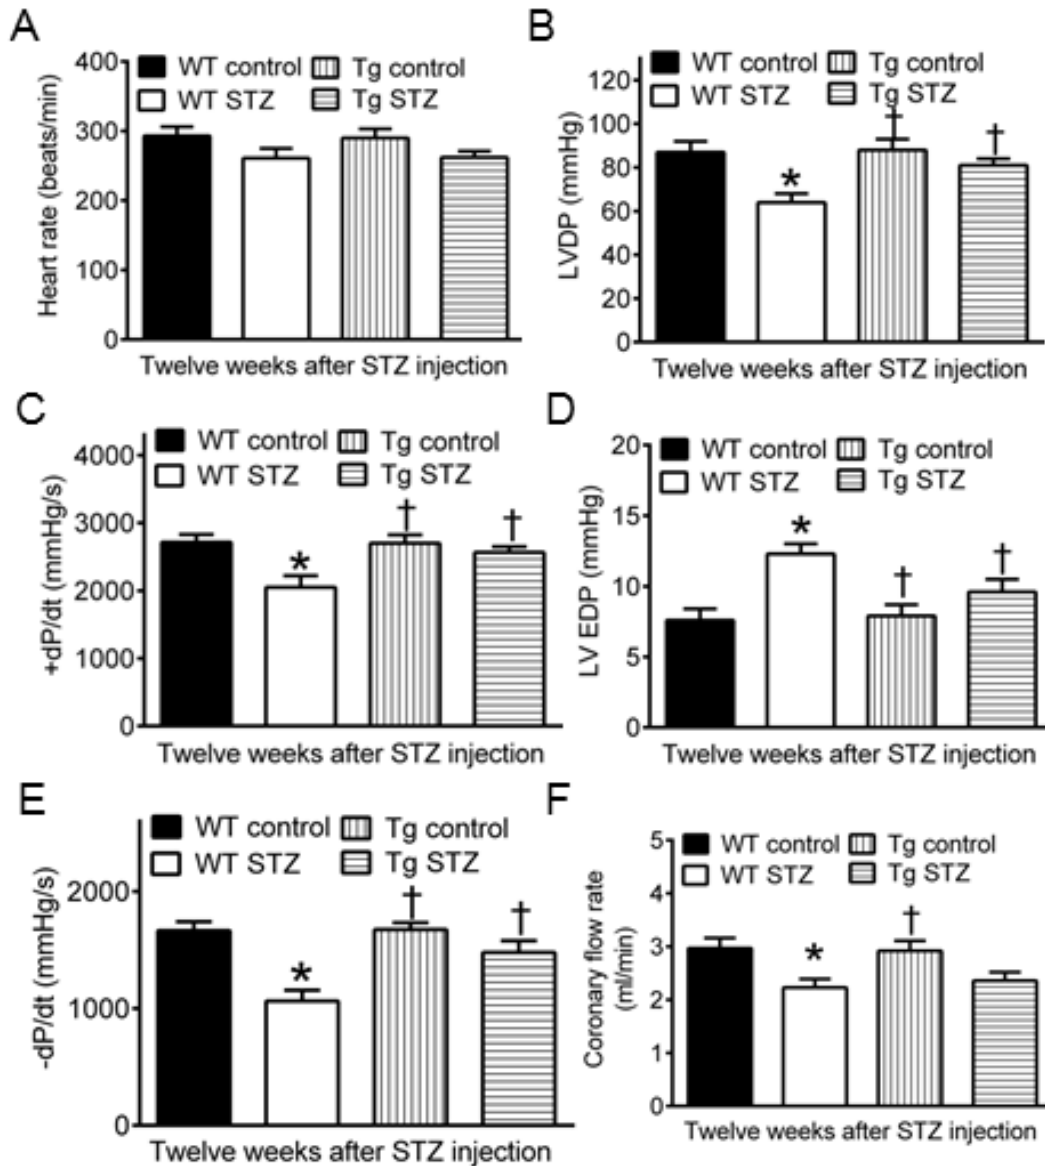 A
Heart rate (beats/min)
400
300
200
100
0
WT control
Tg control
WT STZ
Tg STZ
Twelve weeks after STZ injection
B
LVDP (mmHg)
120
100
80
60
40
20
0
WT control
Tg control
WT STZ
Tg STZ
*
†
†
Twelve weeks after STZ injection
C
+dP/dt (mmHg/s)
4000
3000
2000
1000
0
WT control
Tg control
WT STZ
Tg STZ
*
†
†
Twelve weeks after STZ injection
D
LV EDP (mmHg)
20
15
10
5
0
WT control
Tg control
WT STZ
Tg STZ
*
†
†
Twelve weeks after STZ injection
E
-dP/dt (mmHg/s)
2000
1000
0
WT control
Tg control
WT STZ
Tg STZ
*
†
†
Twelve weeks after STZ injection
F
Coronary flow rate
(ml/min)
5
4
3
2
1
0
WT control
Tg control
WT STZ
Tg STZ
*
†
Twelve weeks after STZ injection